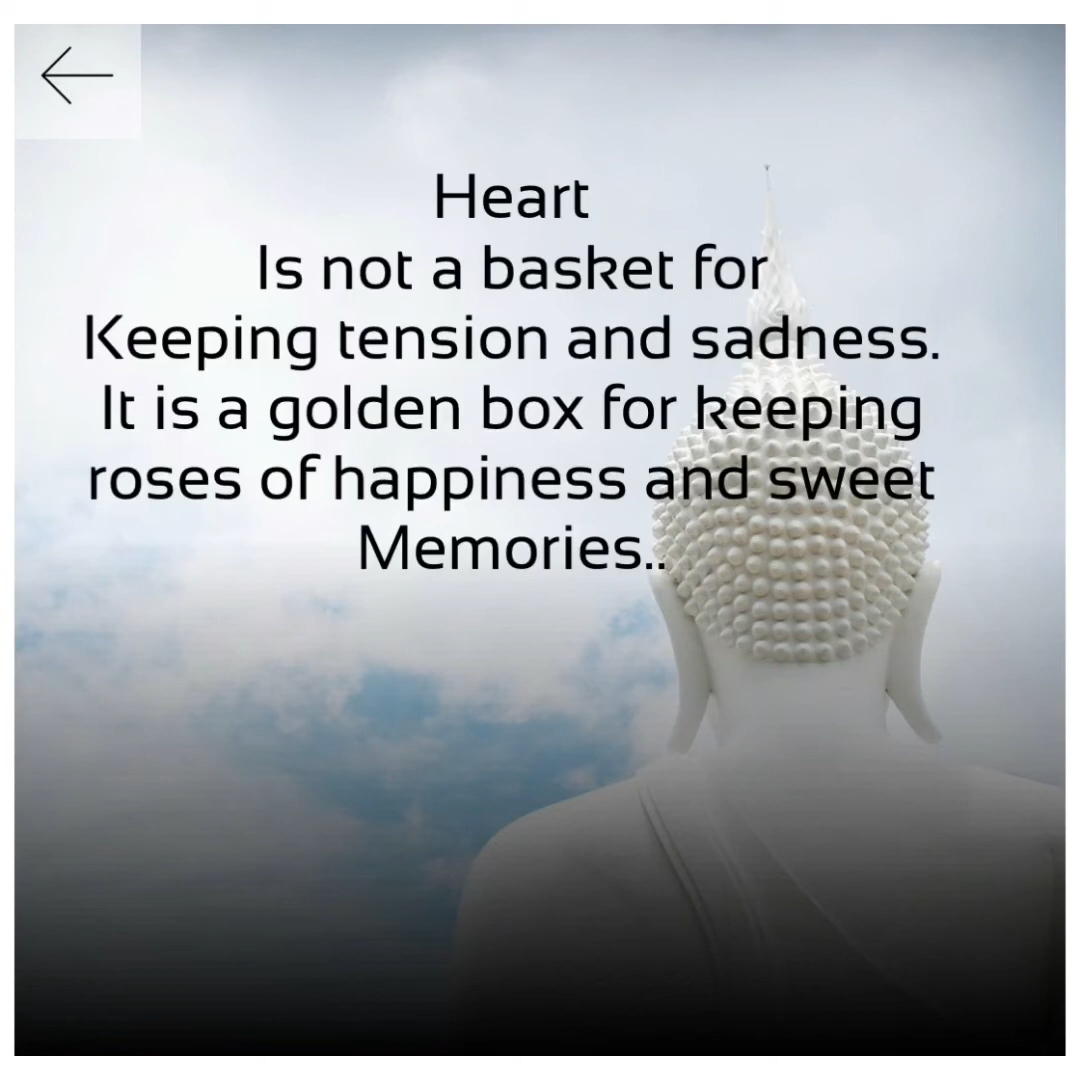 Heart
Is not a basket for
Keeping tension and sadness.
It is a golden box for keeping
roses of happiness and sweet
Memories..